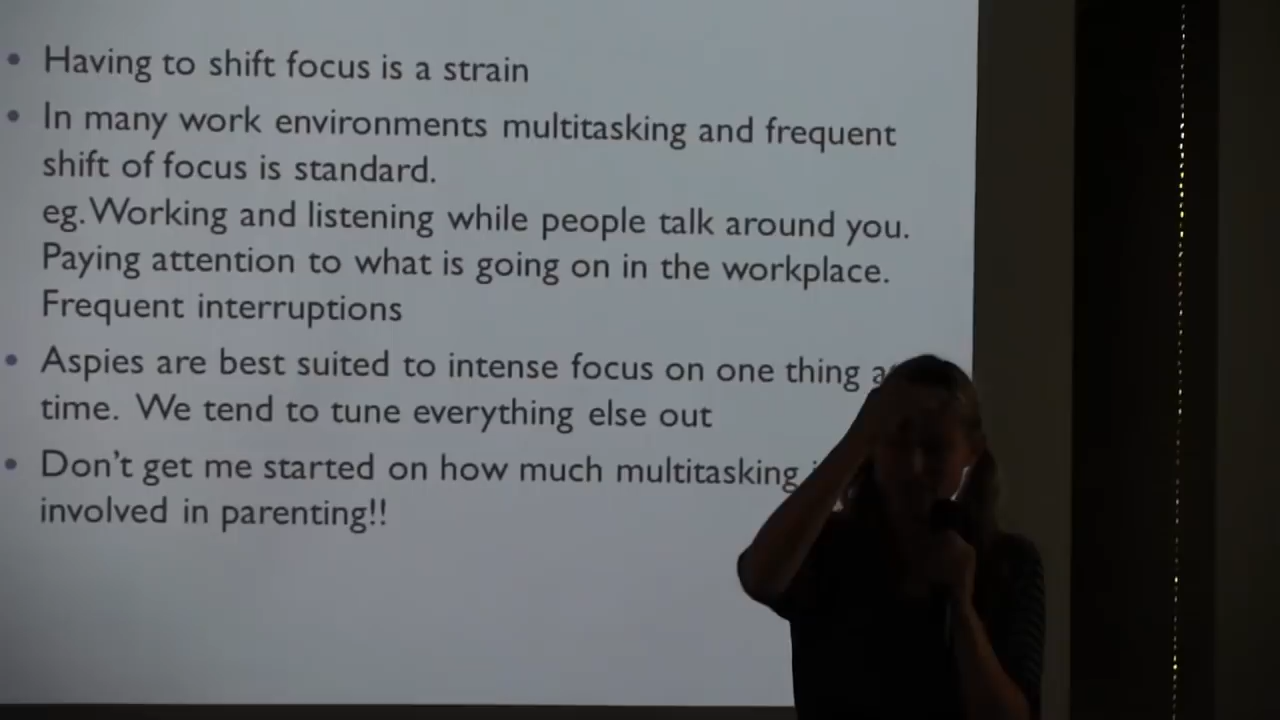 • Having to shift focus is a strain
• In many work environments multitasking and frequent
shift of focus is standard.
eg. Working and listening while people talk around you.
Paying attention to what is going on in the workplace.
Frequent interruptions
• Aspies are best suited to intense focus on one thing
time. We tend to tune everything else out
• Don't get me started on how much multitasking
involved in parenting!!